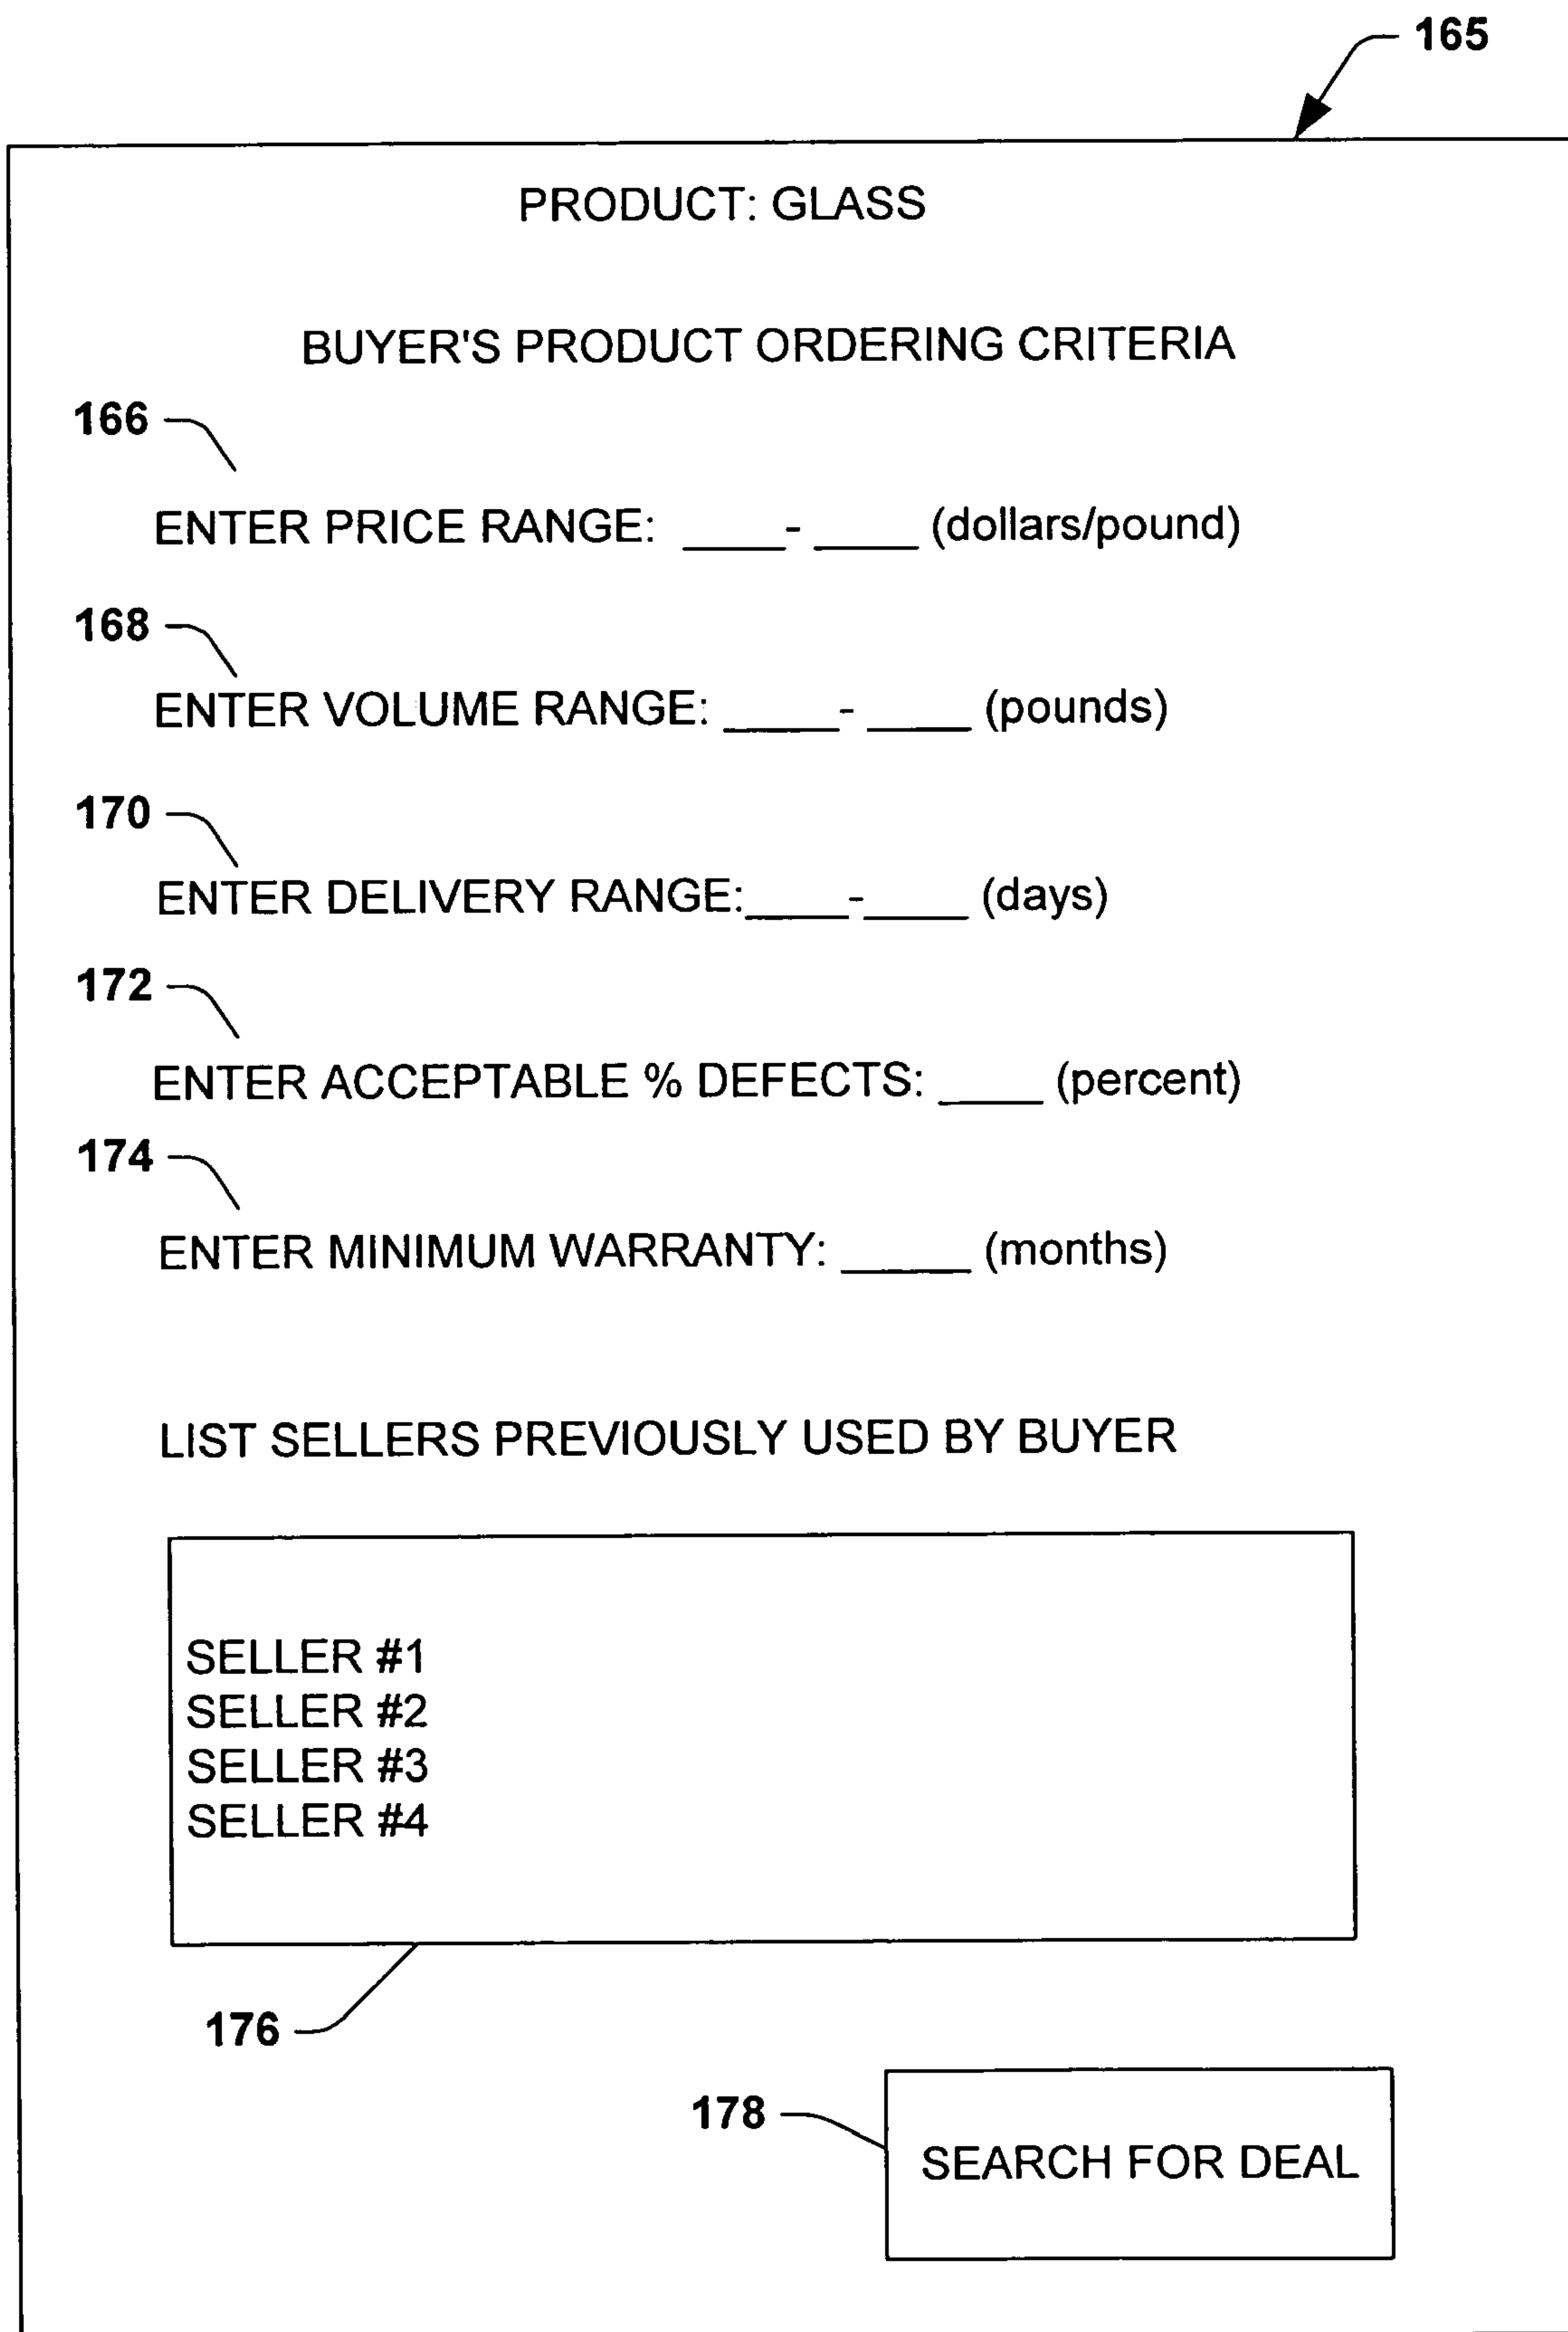 165
PRODUCT: GLASS
BUYER'S PRODUCT ORDERING CRITERIA
166
ENTER PRICE RANGE: ____- ____ (dollars/pound)
168
ENTER VOLUME RANGE: ____- ____ (pounds)
170
ENTER DELIVERY RANGE:____-____ (days)
172
ENTER ACCEPTABLE % DEFECTS: ____ (percent)
174
ENTER MINIMUM WARRANTY: _____ (months)
LIST SELLERS PREVIOUSLY USED BY BUYER
SELLER #1
SELLER #2
SELLER #3
SELLER #4
176
178
SEARCH FOR DEAL